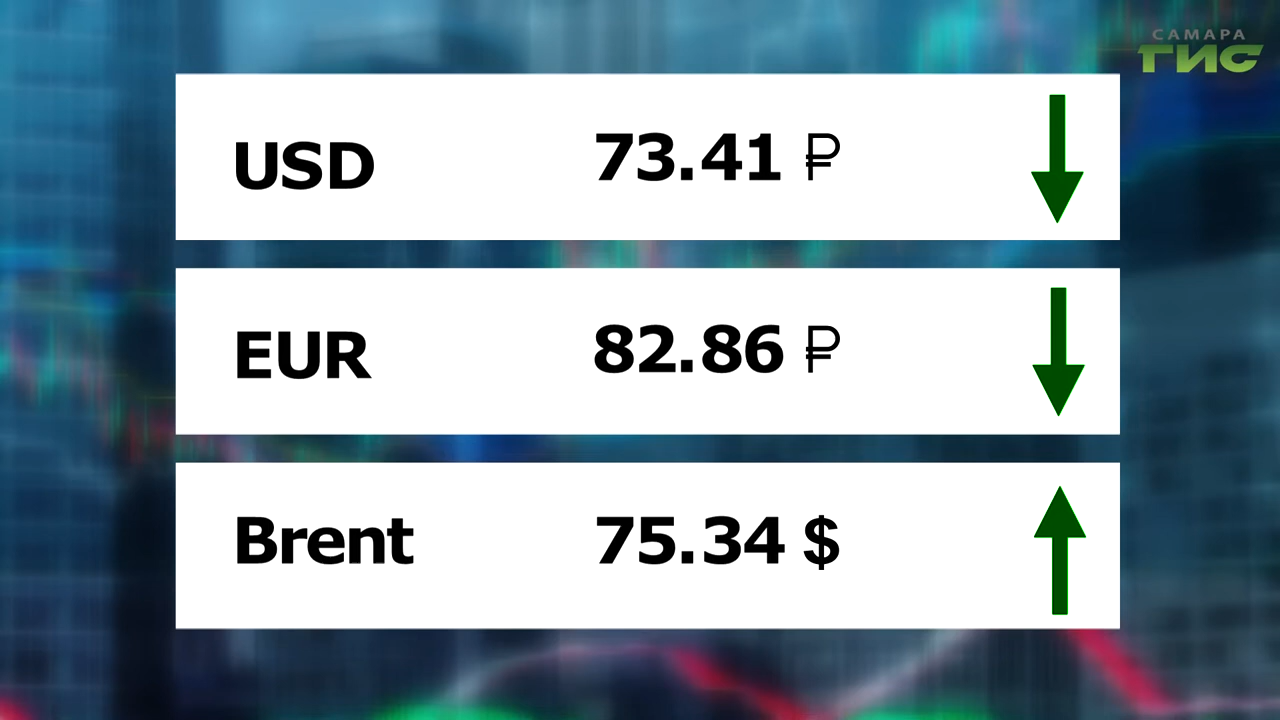 САМАРА
ГИС
USD 73.41 ₽
EUR 82.86 ₽
Brent 75.34 $